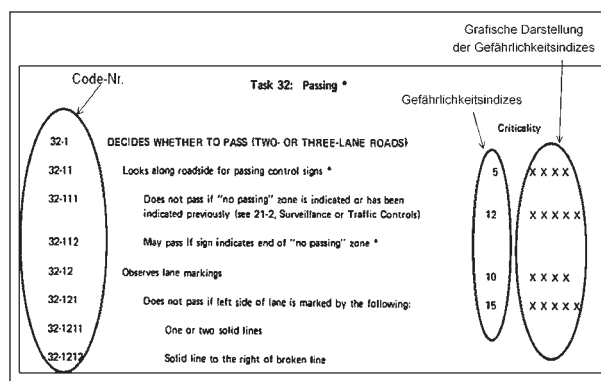 Grafische Darstellung
der Gefährlichkeitsindizes
Code-Nr.
Task 32: Passing *
Gefährlichkeitsindizes
Criticality
32-1 DECIDES WHETHER TO PASS (TWO- OR THREE-LANE ROADS)
32-11 Looks along roadside for passing control signs * 5 X X X X
32-111 Does not pass if "no passing" zone is indicated or has been
indicated previously (see 21-2, Surveillance or Traffic Controls) 12 X X X X X
32-112 May pass if sign indicates end of "no passing" zone *
32-12 Observes lane markings 10 X X X X
32-121 Does not pass if left side of lane is marked by the following: 15 X X X X X
32-1211 One or two solid lines
32-1212 Solid line to the right of broken line